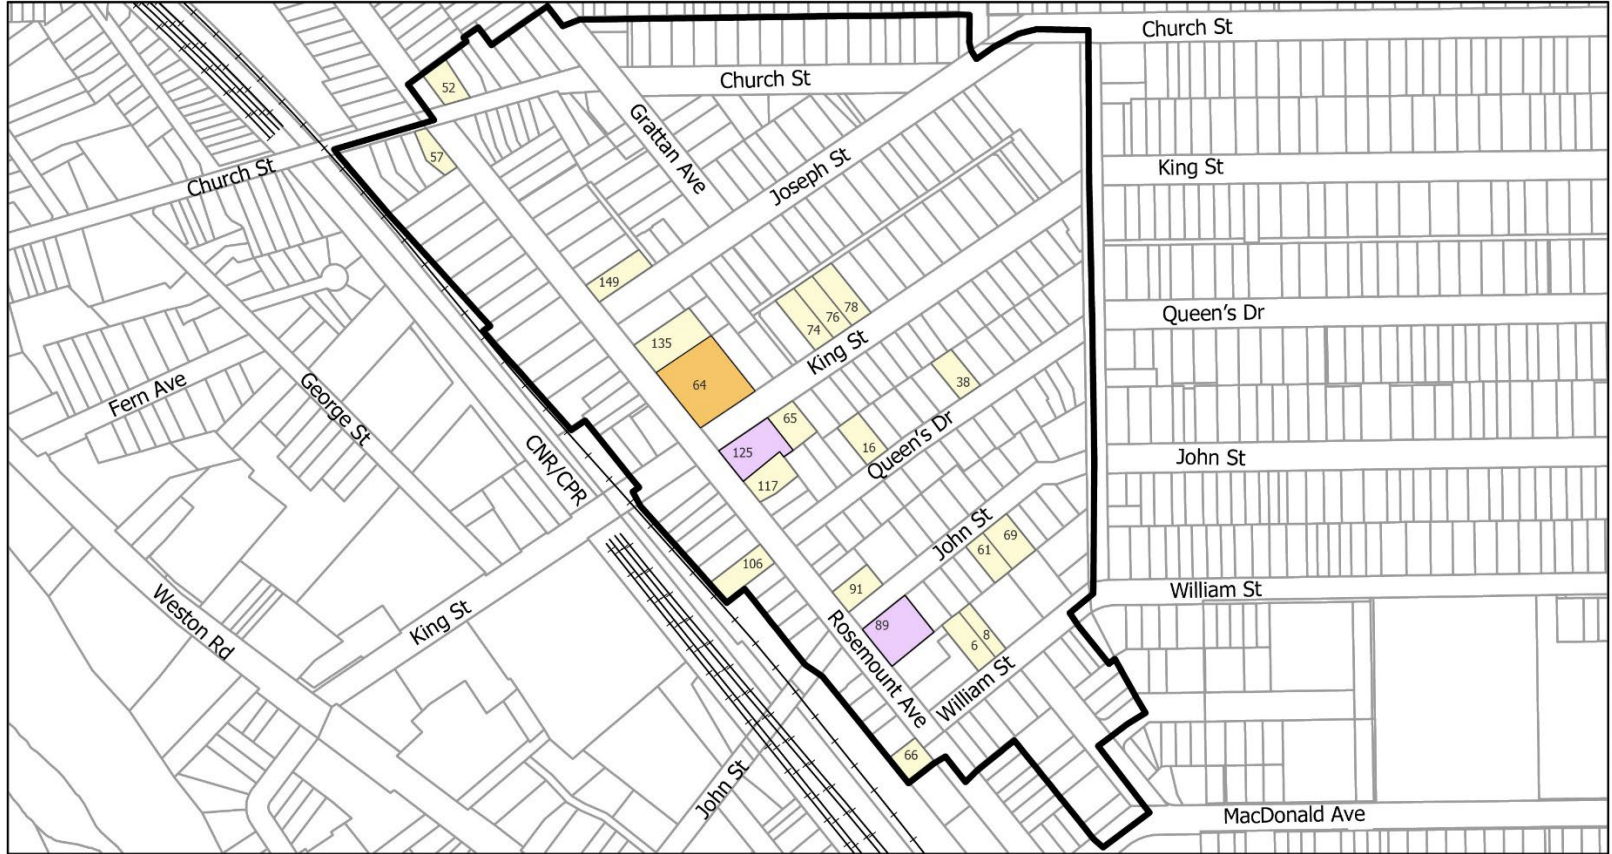 Church St
Church St
52
Grattan Ave
57
Joseph St
King St
Church St
149
78
76
74
Queen's Dr
135
King St
64
38
Fern Ave
George St
65
16
Queen's Dr
125
John St
117
CNR/CPR
John St
69
61
106
91
William St
Weston Rd
King St
89
8
6
Rosemount Ave
William St
66
John St
MacDonald Ave